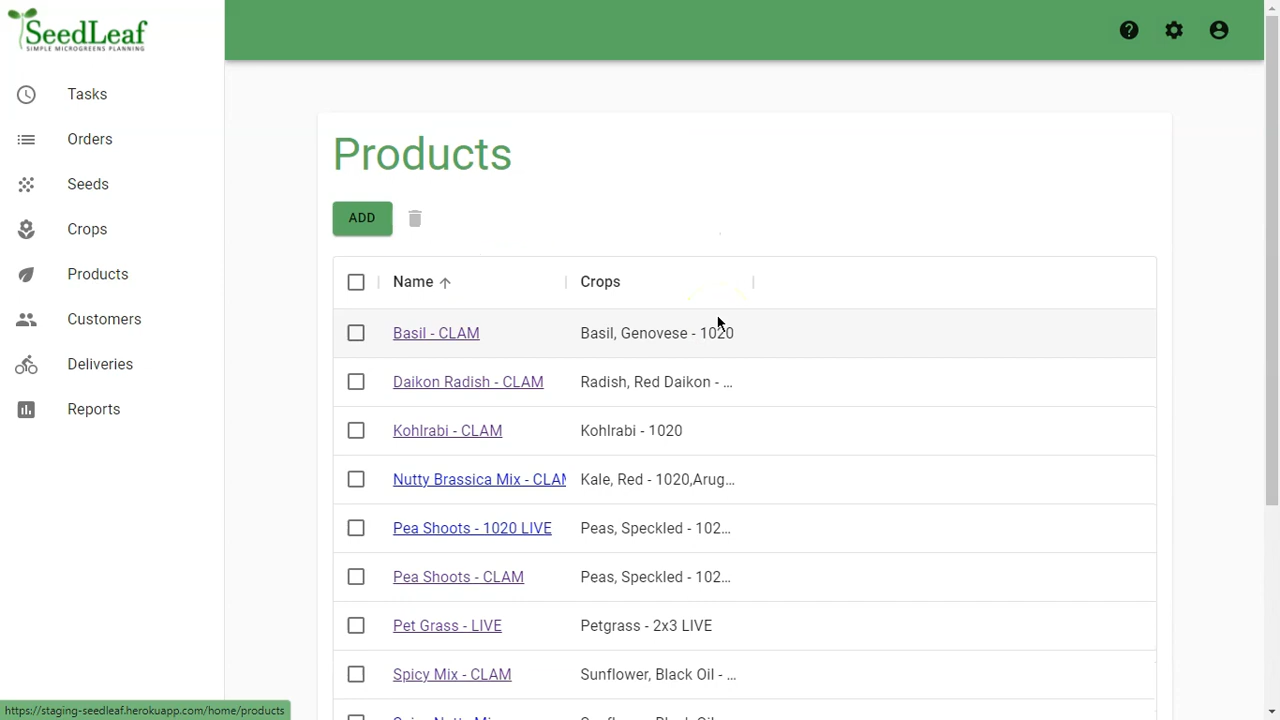 SeedLeaf
SIMPLE MICROGREENS PLANNING
Tasks
Orders
Seeds
Crops
Products
Customers
Deliveries
Reports
Products
ADD
Name Crops
Basil - CLAM Basil, Genovese - 1020
Daikon Radish - CLAM Radish, Red Daikon - ...
Kohlrabi - CLAM Kohlrabi - 1020
Nutty Brassica Mix - CLAM Kale, Red - 1020,Arug...
Pea Shoots - 1020 LIVE Peas, Speckled - 102...
Pea Shoots - CLAM Peas, Speckled - 102...
Pet Grass - LIVE Petgrass - 2x3 LIVE
Spicy Mix - CLAM Sunflower, Black Oil - ...
https://staging-seedleaf.herokuapp.com/home/products